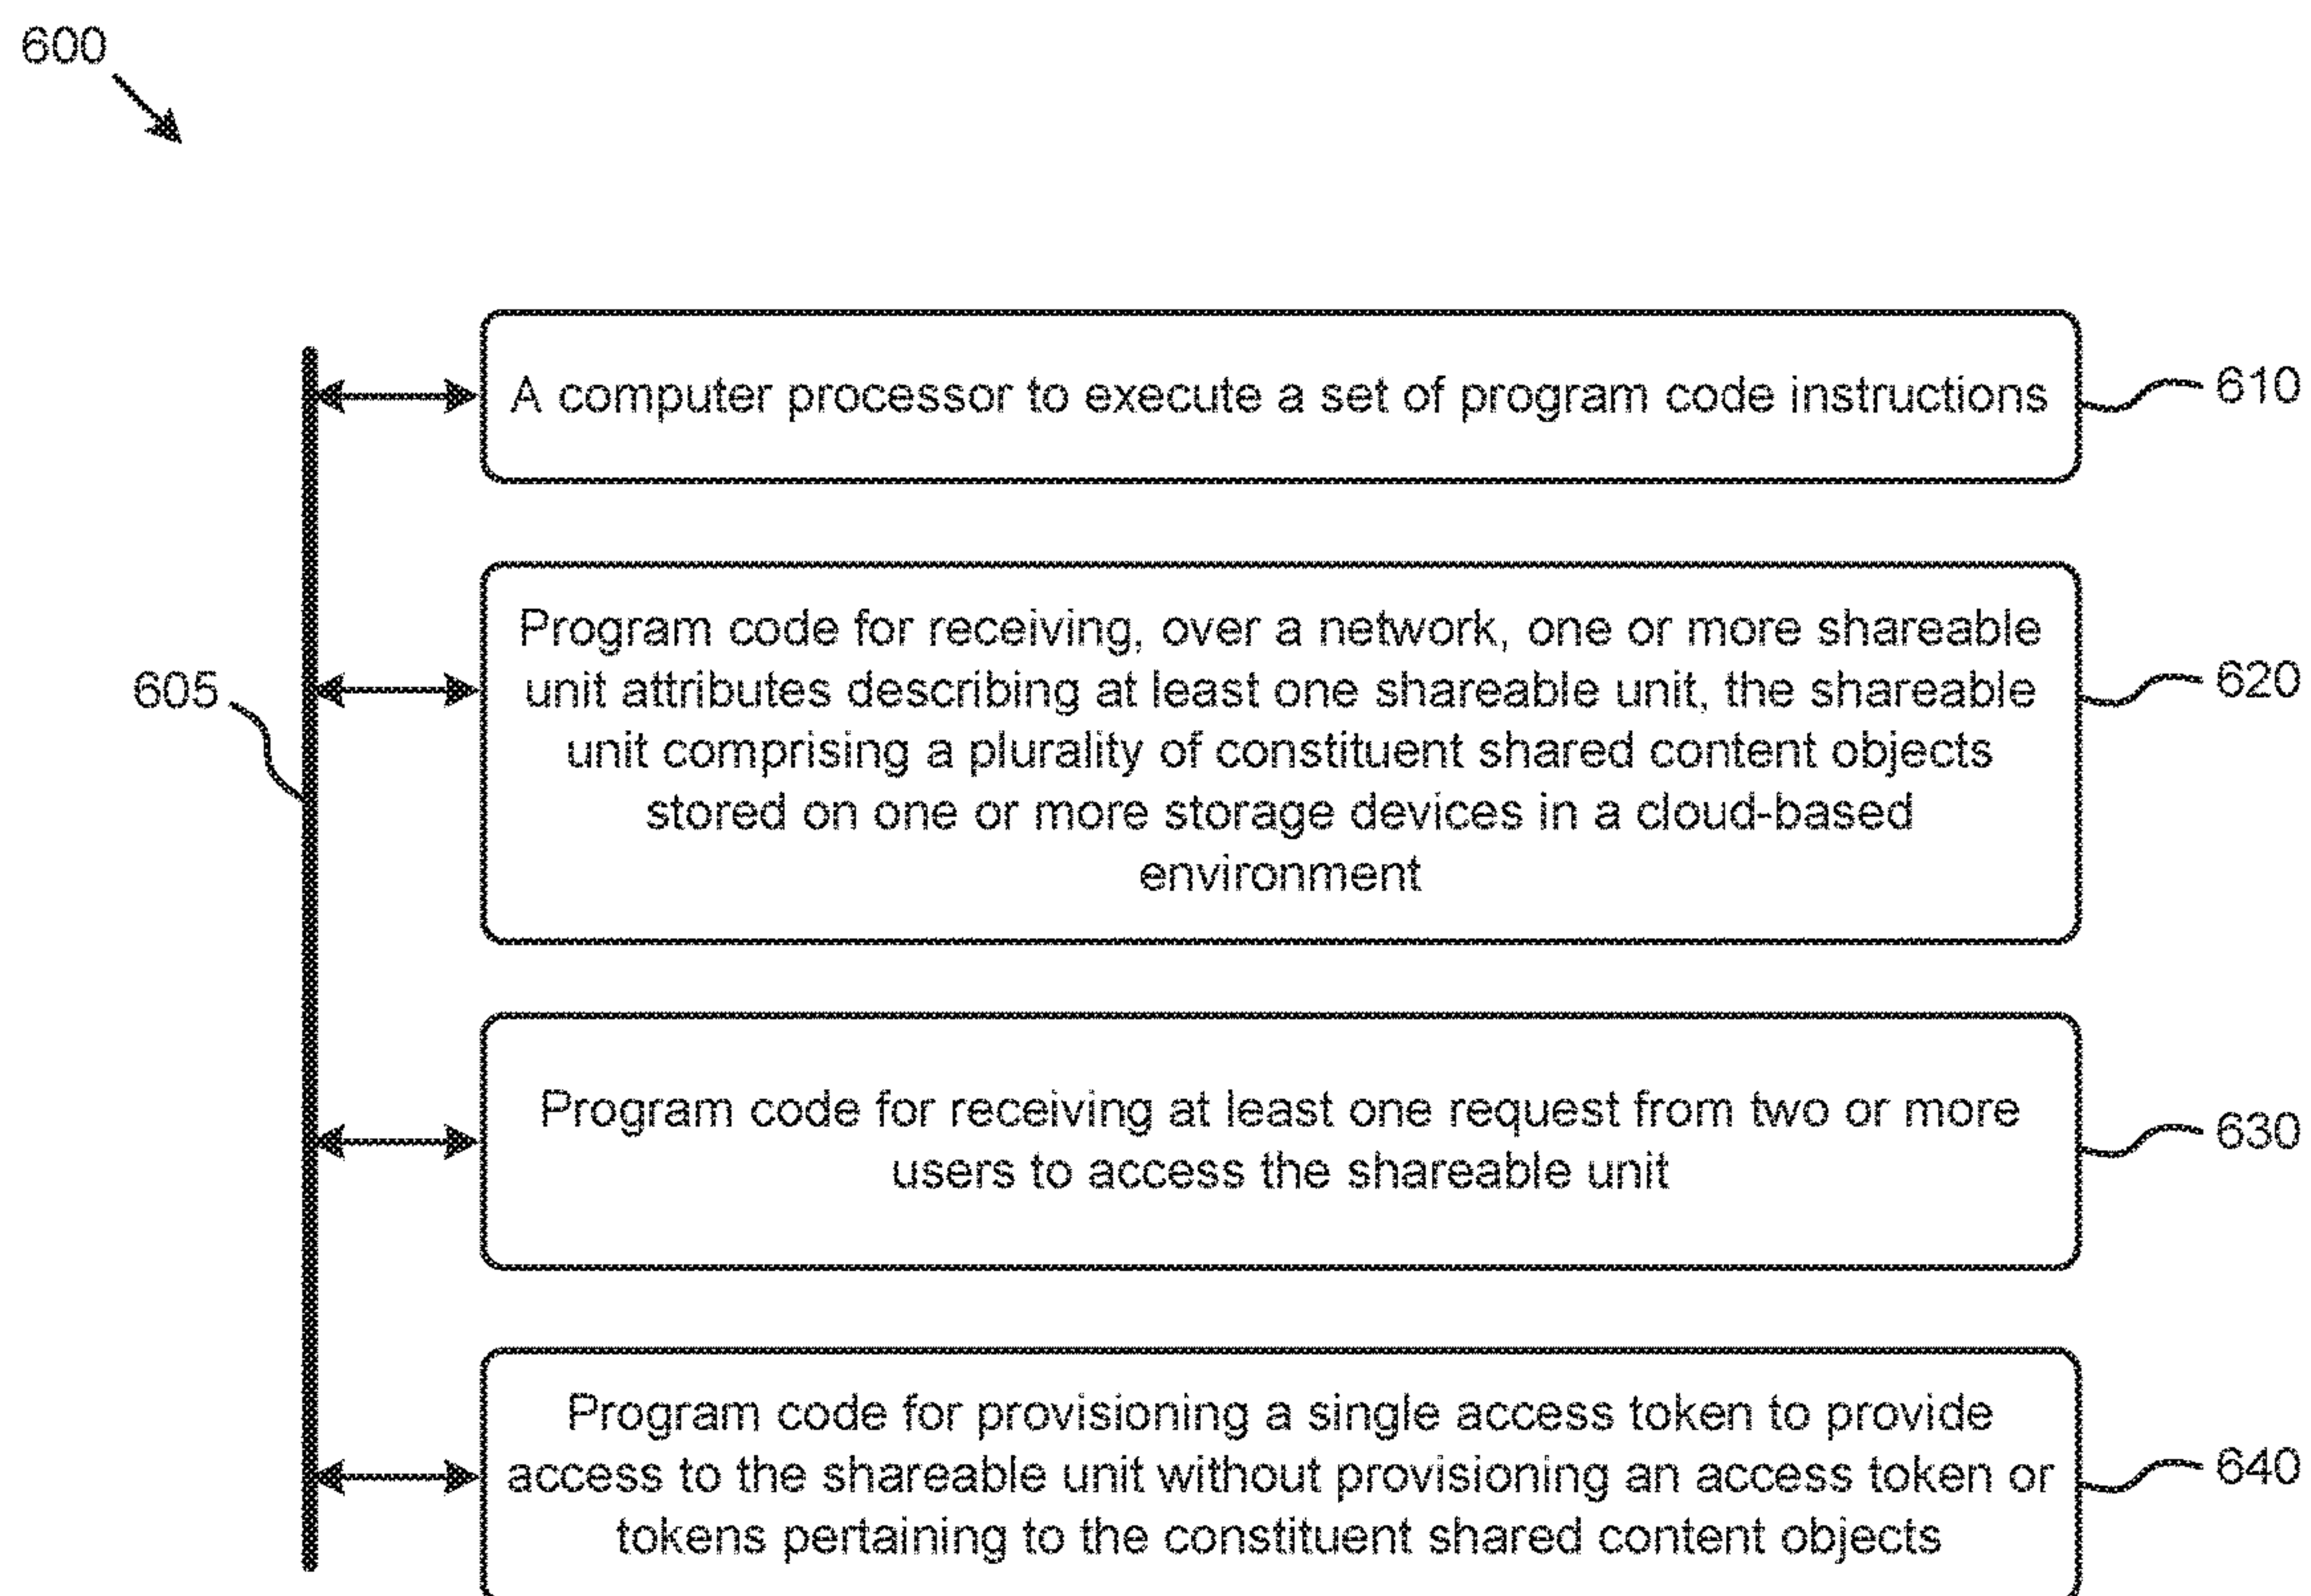 600
A computer processor to execute a set of program code instructions
610
Program code for receiving, over a network, one or more shareable
unit attributes describing at least one shareable unit, the shareable
unit comprising a plurality of constituent shared content objects
stored on one or more storage devices in a cloud-based
environment
620
605
Program code for receiving at least one request from two or more
users to access the shareable unit
630
Program code for provisioning a single access token to provide
access to the shareable unit without provisioning an access token or
tokens pertaining to the constituent shared content objects
640